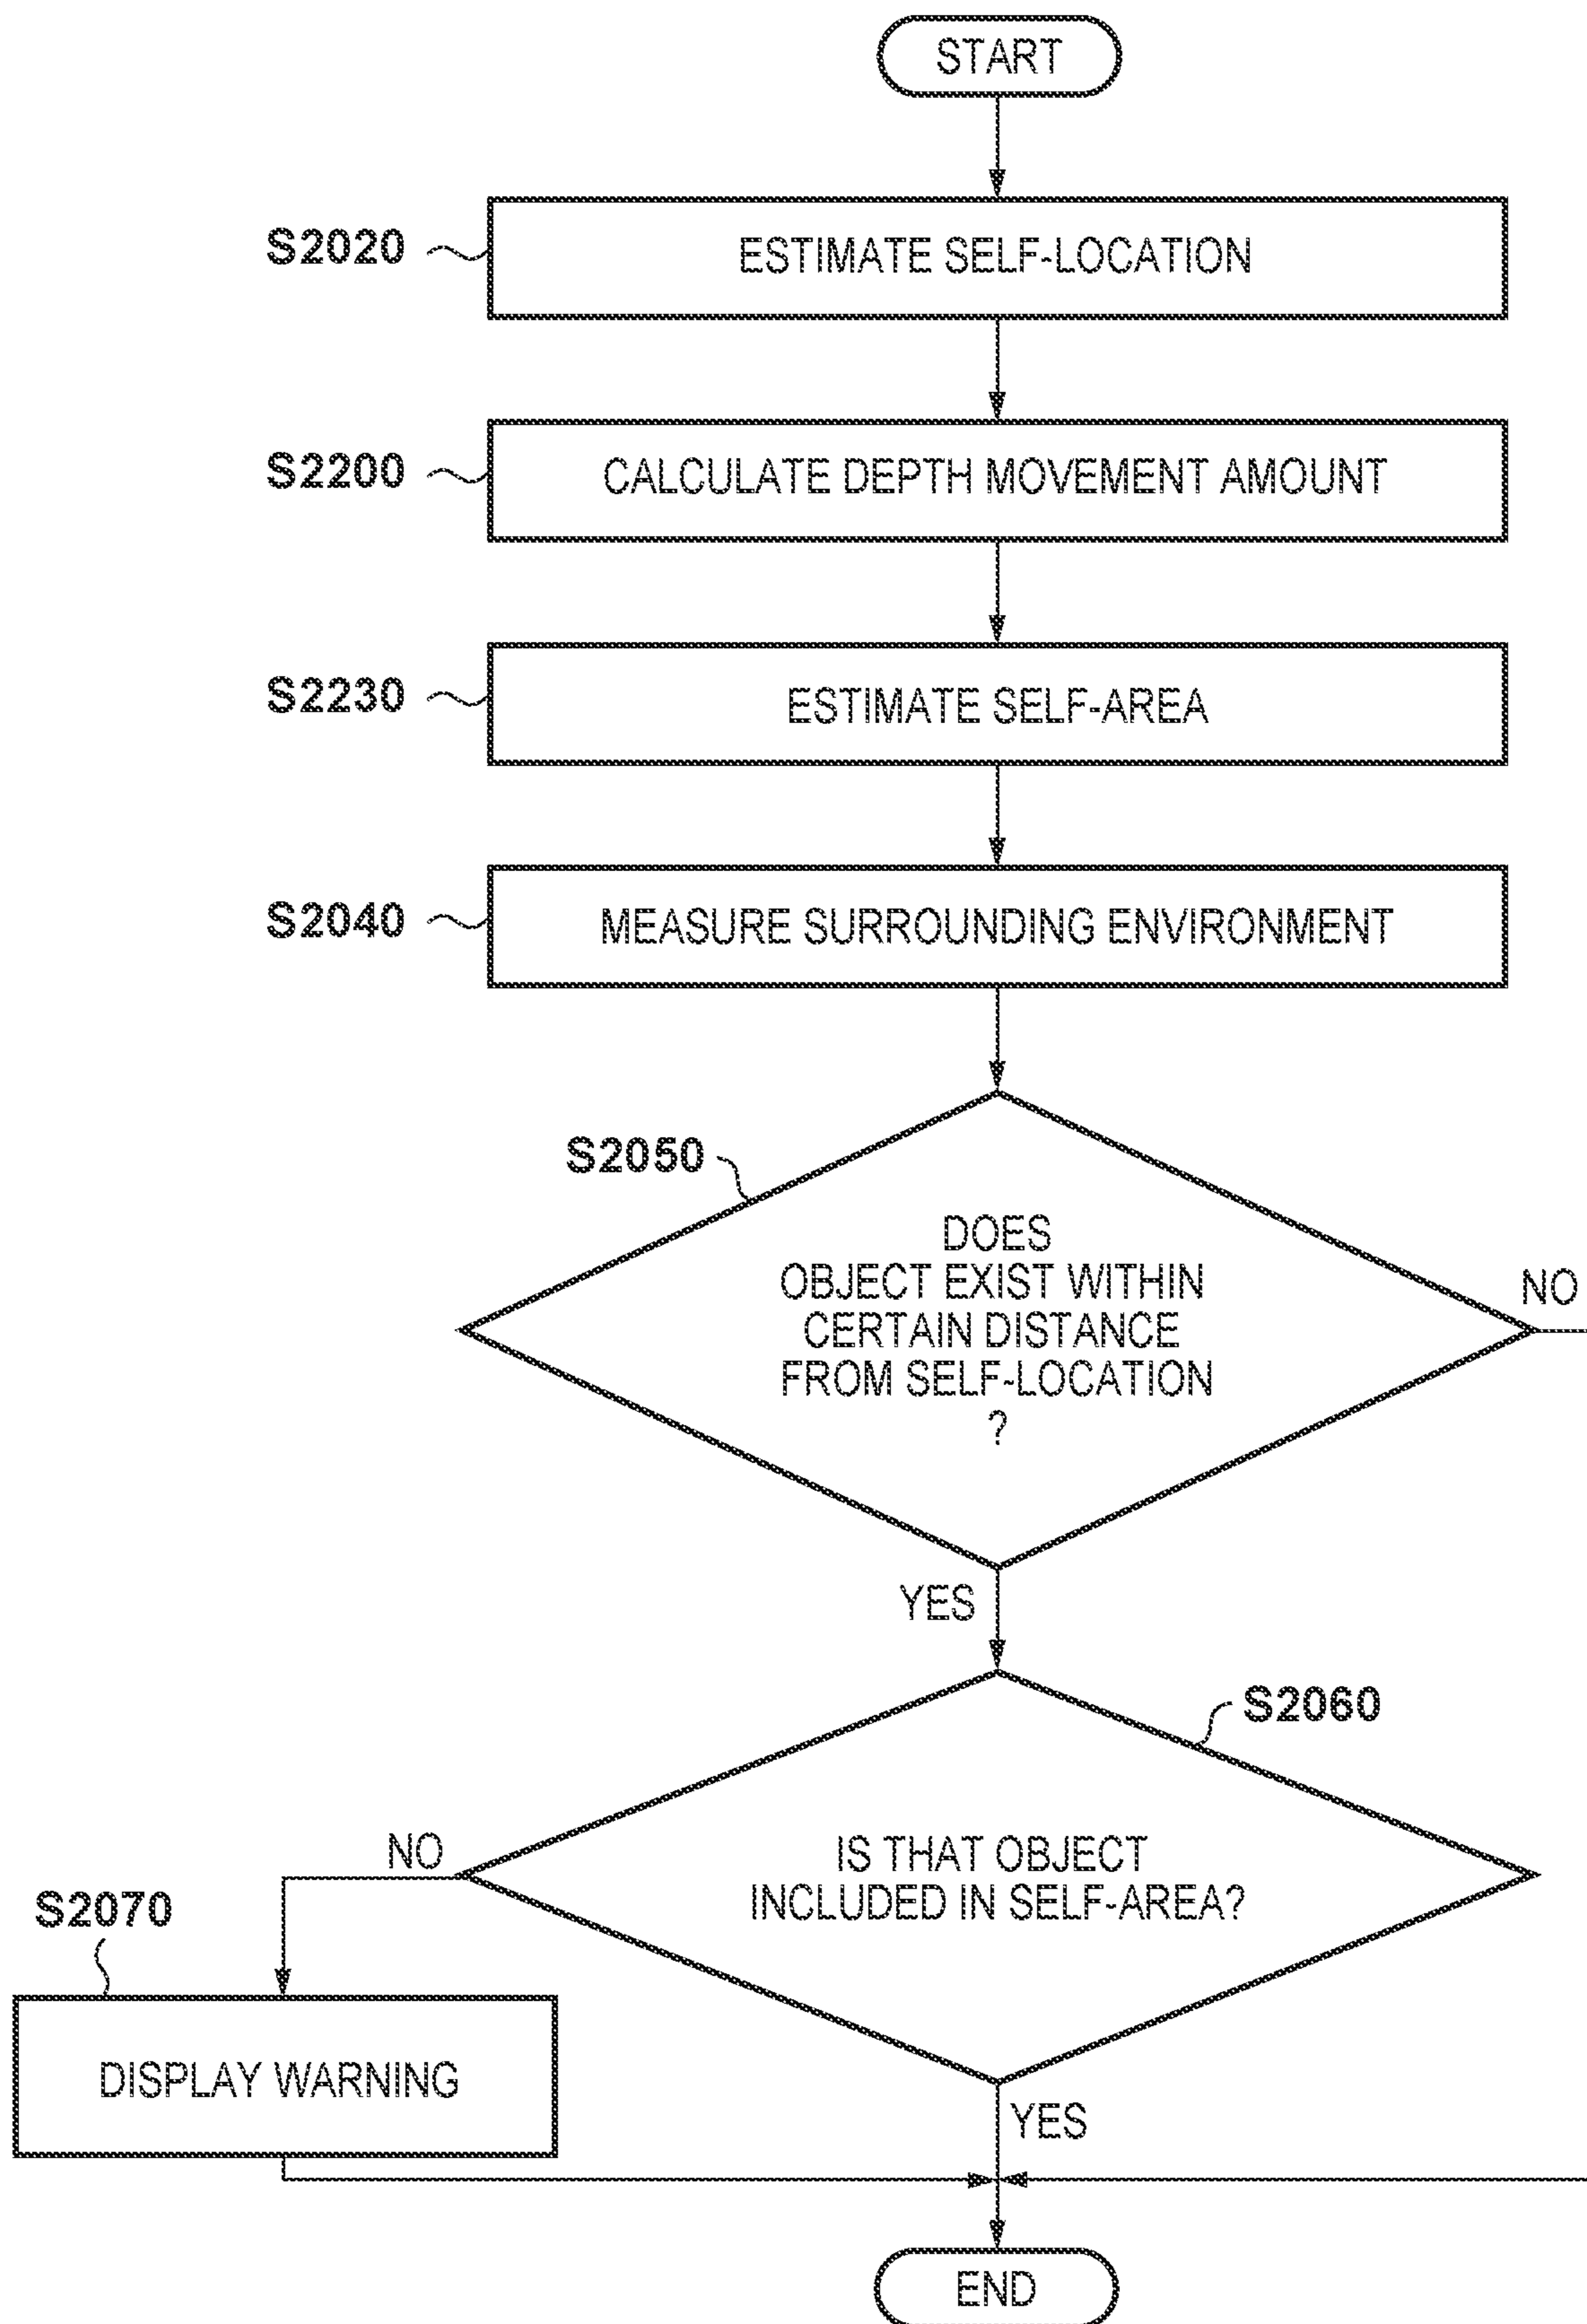 START
S2020
ESTIMATE SELF-LOCATION
S2200
CALCULATE DEPTH MOVEMENT AMOUNT
S2230
ESTIMATE SELF-AREA
S2040
MEASURE SURROUNDING ENVIRONMENT
S2050
DOES
OBJECT EXIST WITHIN
CERTAIN DISTANCE
FROM SELF-LOCATION
?
NO
YES
S2060
IS THAT OBJECT
INCLUDED IN SELF-AREA?
NO
S2070
DISPLAY WARNING
YES
END